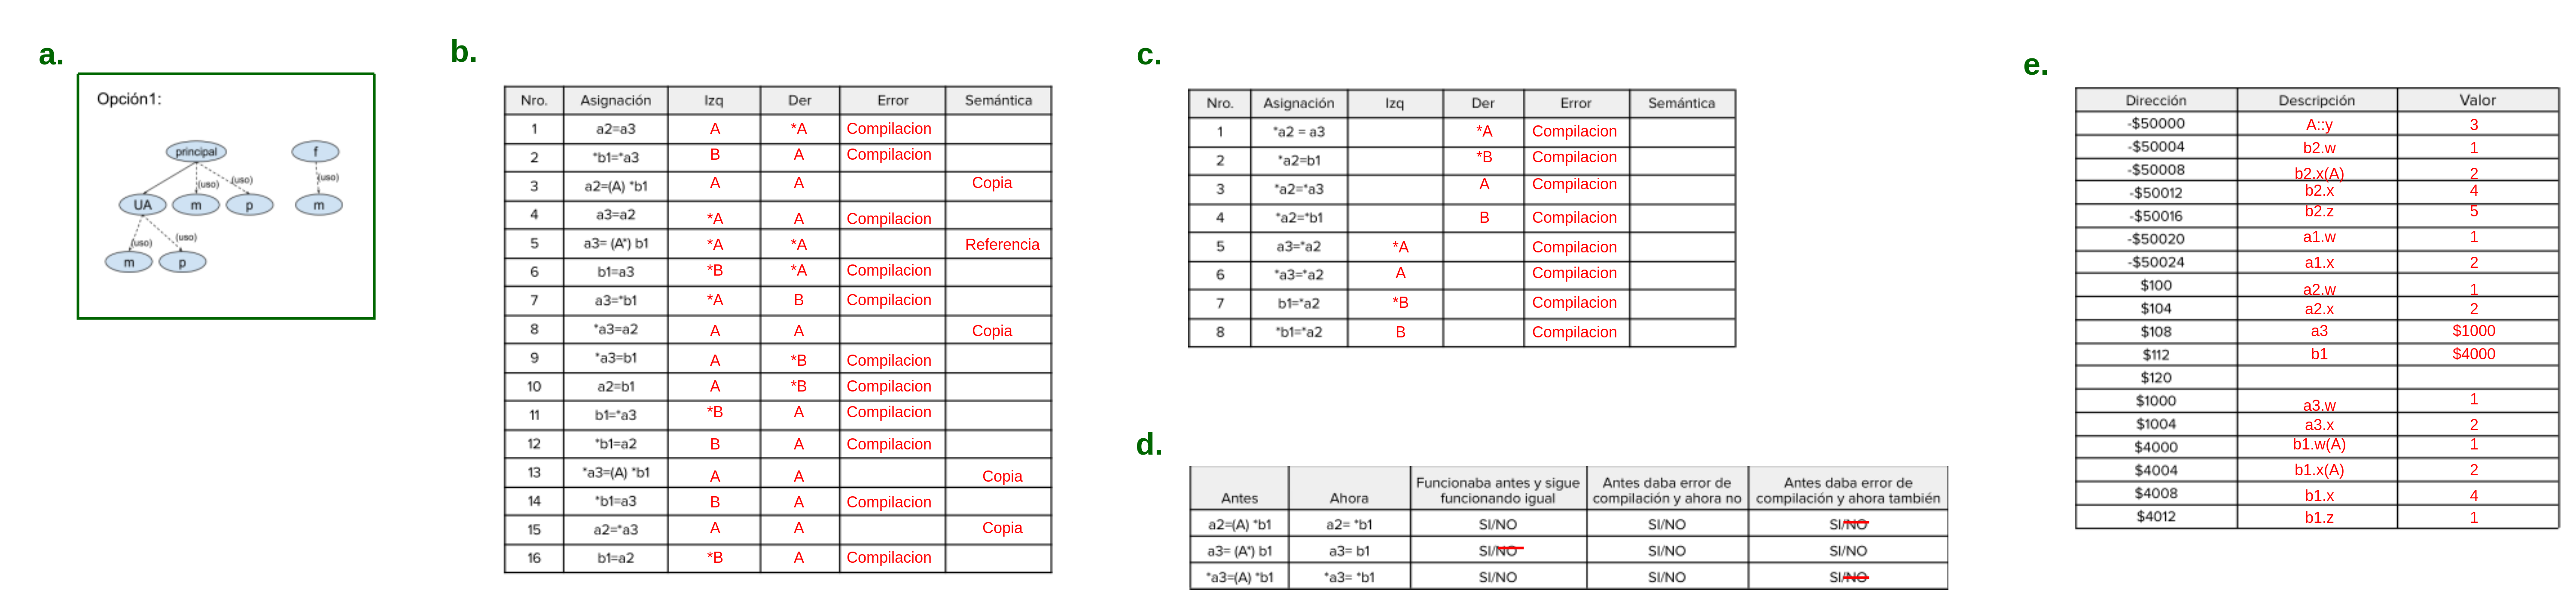 a.
Opción1:
principal
f
(uso) (uso) (uso)
UA m p m
(uso) (uso)
m p
b.
Nro. Asignación Izq Der Error Semántica
1 a2=a3 A *A Compilacion
2 *b1=*a3 B A Compilacion
3 a2=(A) *b1 A A Copia
4 a3=a2 *A A Compilacion
5 a3= (A*) b1 *A *A Referencia
6 b1=a3 *B *A Compilacion
7 a3=*b1 *A B Compilacion
8 *a3=a2 A A Copia
9 *a3=b1 A *B Compilacion
10 a2=b1 A *B Compilacion
11 b1=*a3 *B A Compilacion
12 *b1=a2 B A Compilacion
13 *a3=(A) *b1 A A Copia
14 *b1=a3 B A Compilacion
15 a2=*a3 A A Copia
16 b1=a2 *B A Compilacion
c.
Nro. Asignación Izq Der Error Semántica
1 *a2 = a3 *A Compilacion
2 *a2=b1 *B Compilacion
3 *a2=*a3 A Compilacion
4 *a2=*b1 B Compilacion
5 a3=*a2 *A Compilacion
6 *a3=*a2 A Compilacion
7 b1=*a2 *B Compilacion
8 *b1=*a2 B Compilacion
d.
Antes Ahora Funcionaba antes y sigue funcionando igual Antes daba error de compilación y ahora no Antes daba error de compilación y ahora también
a2=(A) *b1 a2= *b1 SI/NO SI/NO SI/NO
a3= (A*) b1 a3= b1 SI/NO SI/NO SI/NO
*a3=(A) *b1 *a3= *b1 SI/NO SI/NO SI/NO
e.
Dirección Descripción Valor
-$50000 A::y 3
-$50004 b2.w 1
-$50008 b2.x(A) 2
-$50012 b2.x 4
-$50016 b2.z 5
-$50020 a1.w 1
-$50024 a1.x 2
$100 a2.w 1
$104 a2.x 2
$108 a3 $1000
$112 b1 $4000
$120
$1000 a3.w 1
$1004 a3.x 2
$4000 b1.w(A) 1
$4004 b1.x(A) 2
$4008 b1.x 4
$4012 b1.z 1